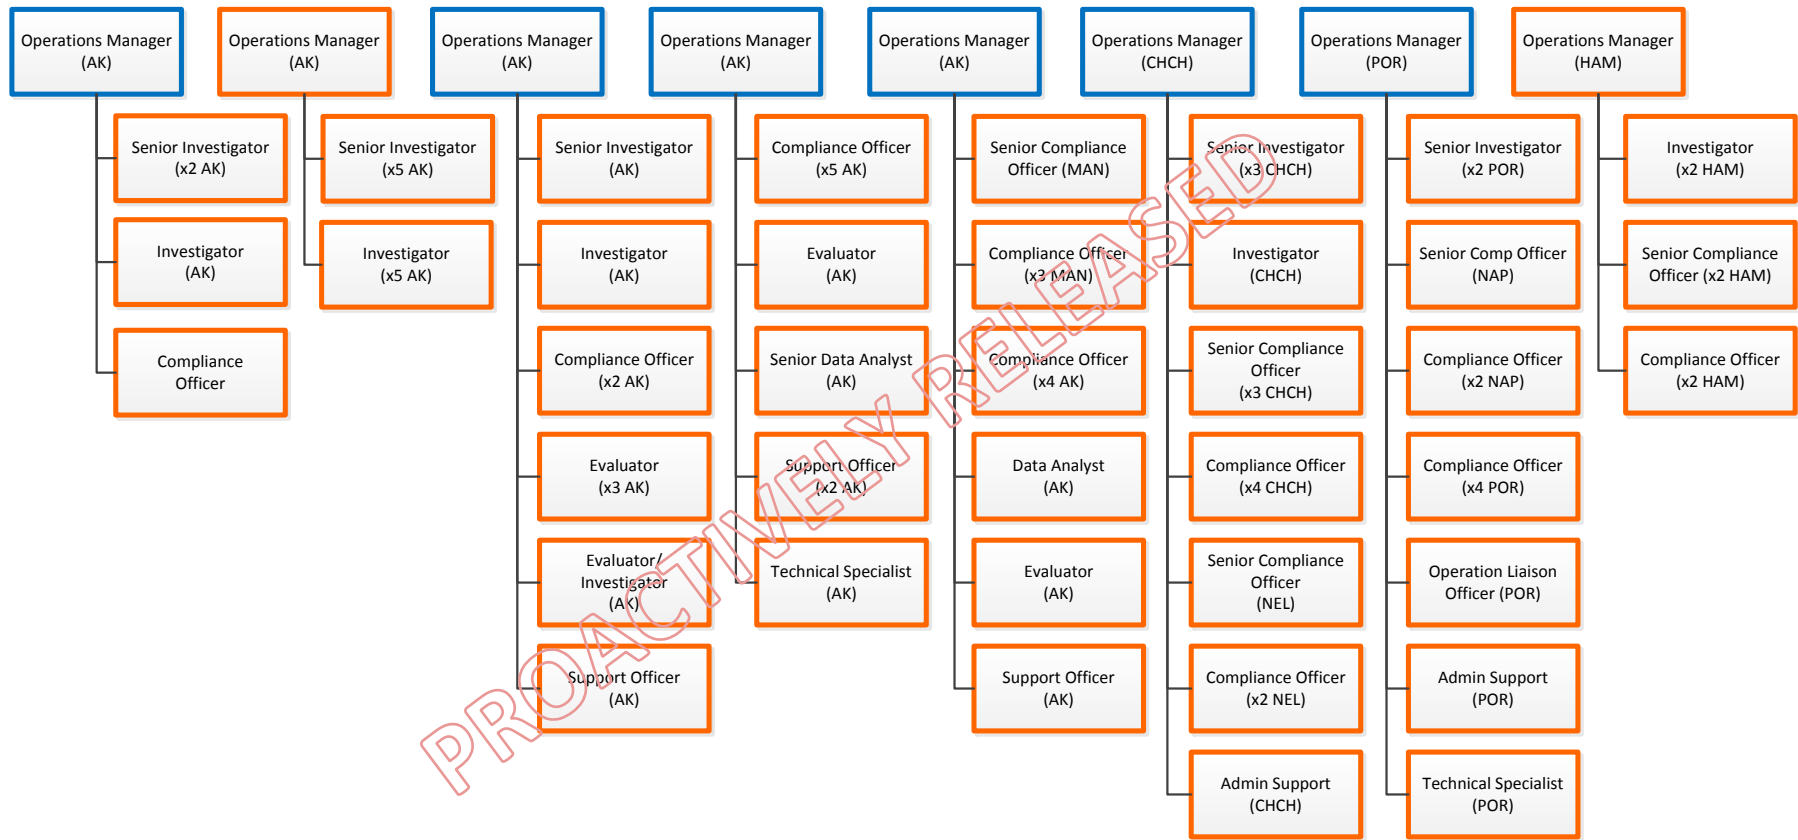 Operations Manager
(AK)
Senior Investigator
(x2 AK)
Investigator
(AK)
Compliance
Officer
Operations Manager
(AK)
Senior Investigator
(x5 AK)
Investigator
(x5 AK)
Operations Manager
(AK)
Senior Investigator
(AK)
Investigator
(AK)
Compliance Officer
(x2 AK)
Evaluator
(x3 AK)
Evaluator/
Investigator
(AK)
Support Officer
(AK)
Operations Manager
(AK)
Compliance Officer
(x5 AK)
Evaluator
(AK)
Senior Data Analyst
(AK)
Support Officer
(x2 AK)
Technical Specialist
(AK)
Operations Manager
(AK)
Senior Compliance
Officer (MAN)
Compliance Officer
(x3 MAN)
Compliance Officer
(x4 AK)
Data Analyst
(AK)
Evaluator
(AK)
Support Officer
(AK)
Operations Manager
(CHCH)
Senior Investigator
(x3 CHCH)
Investigator
(CHCH)
Senior Compliance
Officer
(x3 CHCH)
Compliance Officer
(x4 CHCH)
Senior Compliance
Officer
(NEL)
Compliance Officer
(x2 NEL)
Admin Support
(CHCH)
Operations Manager
(POR)
Senior Investigator
(x2 POR)
Senior Comp Officer
(NAP)
Compliance Officer
(x2 NAP)
Compliance Officer
(x4 POR)
Operation Liaison
Officer (POR)
Admin Support
(POR)
Technical Specialist
(POR)
Operations Manager
(HAM)
Investigator
(x2 HAM)
Senior Compliance
Officer (x2 HAM)
Compliance Officer
(x2 HAM)
PROACTIVELY RELEASED